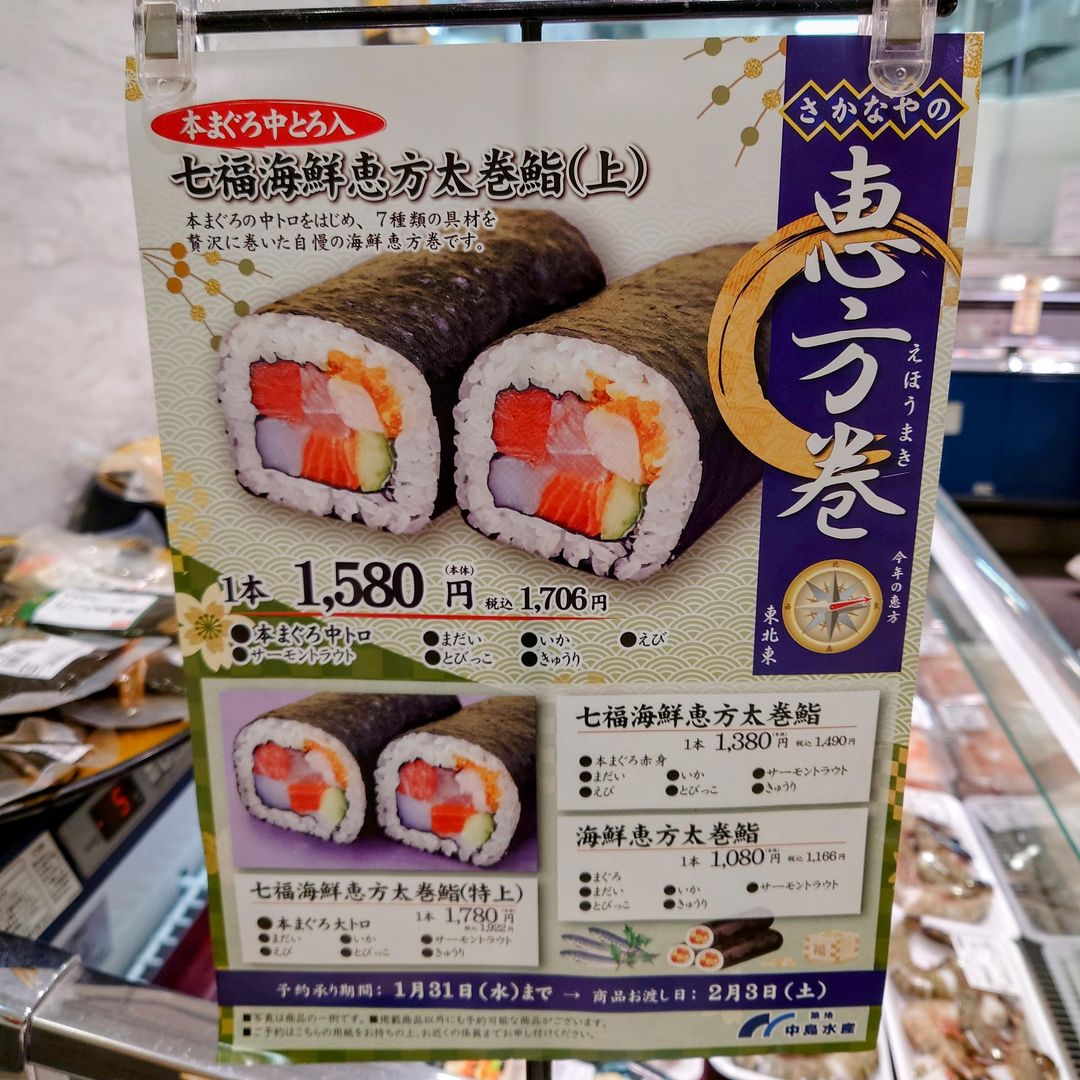 さかなやの
恵方巻
えほうまき
今年の恵方
東北東
北
東
南
西
本まぐろ中とろ入
七福海鮮恵方太巻鮨(上)
本まぐろの中トロをはじめ、7種類の具材を
贅沢に巻いた自慢の海鮮恵方巻です。
1本 1,580円(本体) 税込1,706円
●本まぐろ中トロ ●まだい ●いか ●えび
●サーモントラウト ●とびっこ ●きゅうり
七福海鮮恵方太巻鮨(特上)
1本 1,780円(本体)
税込1,922円
●本まぐろ大トロ
●まだい ●いか ●サーモントラウト
●えび ●とびっこ ●きゅうり
七福海鮮恵方太巻鮨
1本 1,380円(本体) 税込1,490円
●本まぐろ赤身
●まだい ●いか ●サーモントラウト
●えび ●とびっこ ●きゅうり
海鮮恵方太巻鮨
1本 1,080円(本体) 税込1,166円
●まぐろ
●まだい ●いか ●サーモントラウト
●とびっこ ●きゅうり
福
予約承り期間：1月31日(水)まで → 商品お渡し日：2月3日(土)
■写真は商品の一例です。■掲載商品以外にも予約可能な商品がございます。
■ご予約はこちらの用紙をお持ちの上、お近くの係員までお申し付けください。
築地
中島水産